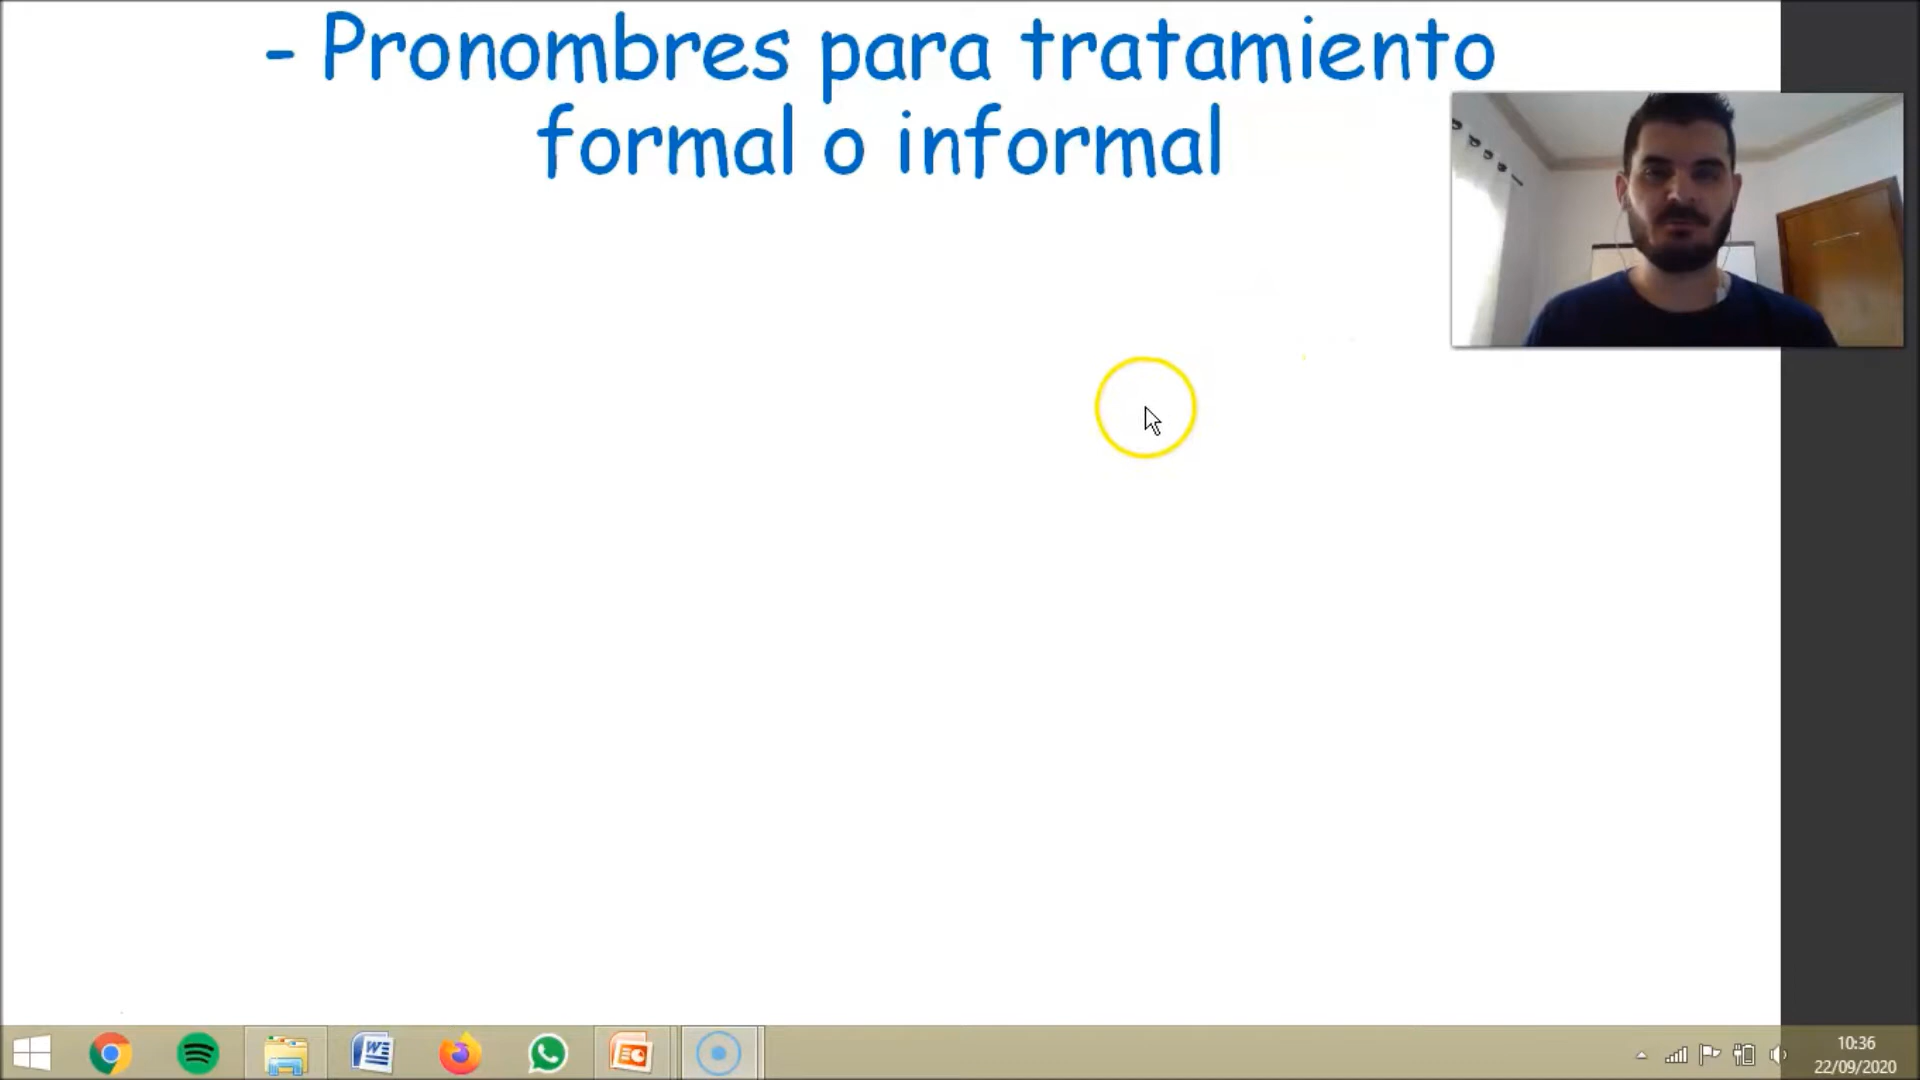 - Pronombres para tratamiento
formal o informal
10:36
22/09/2020